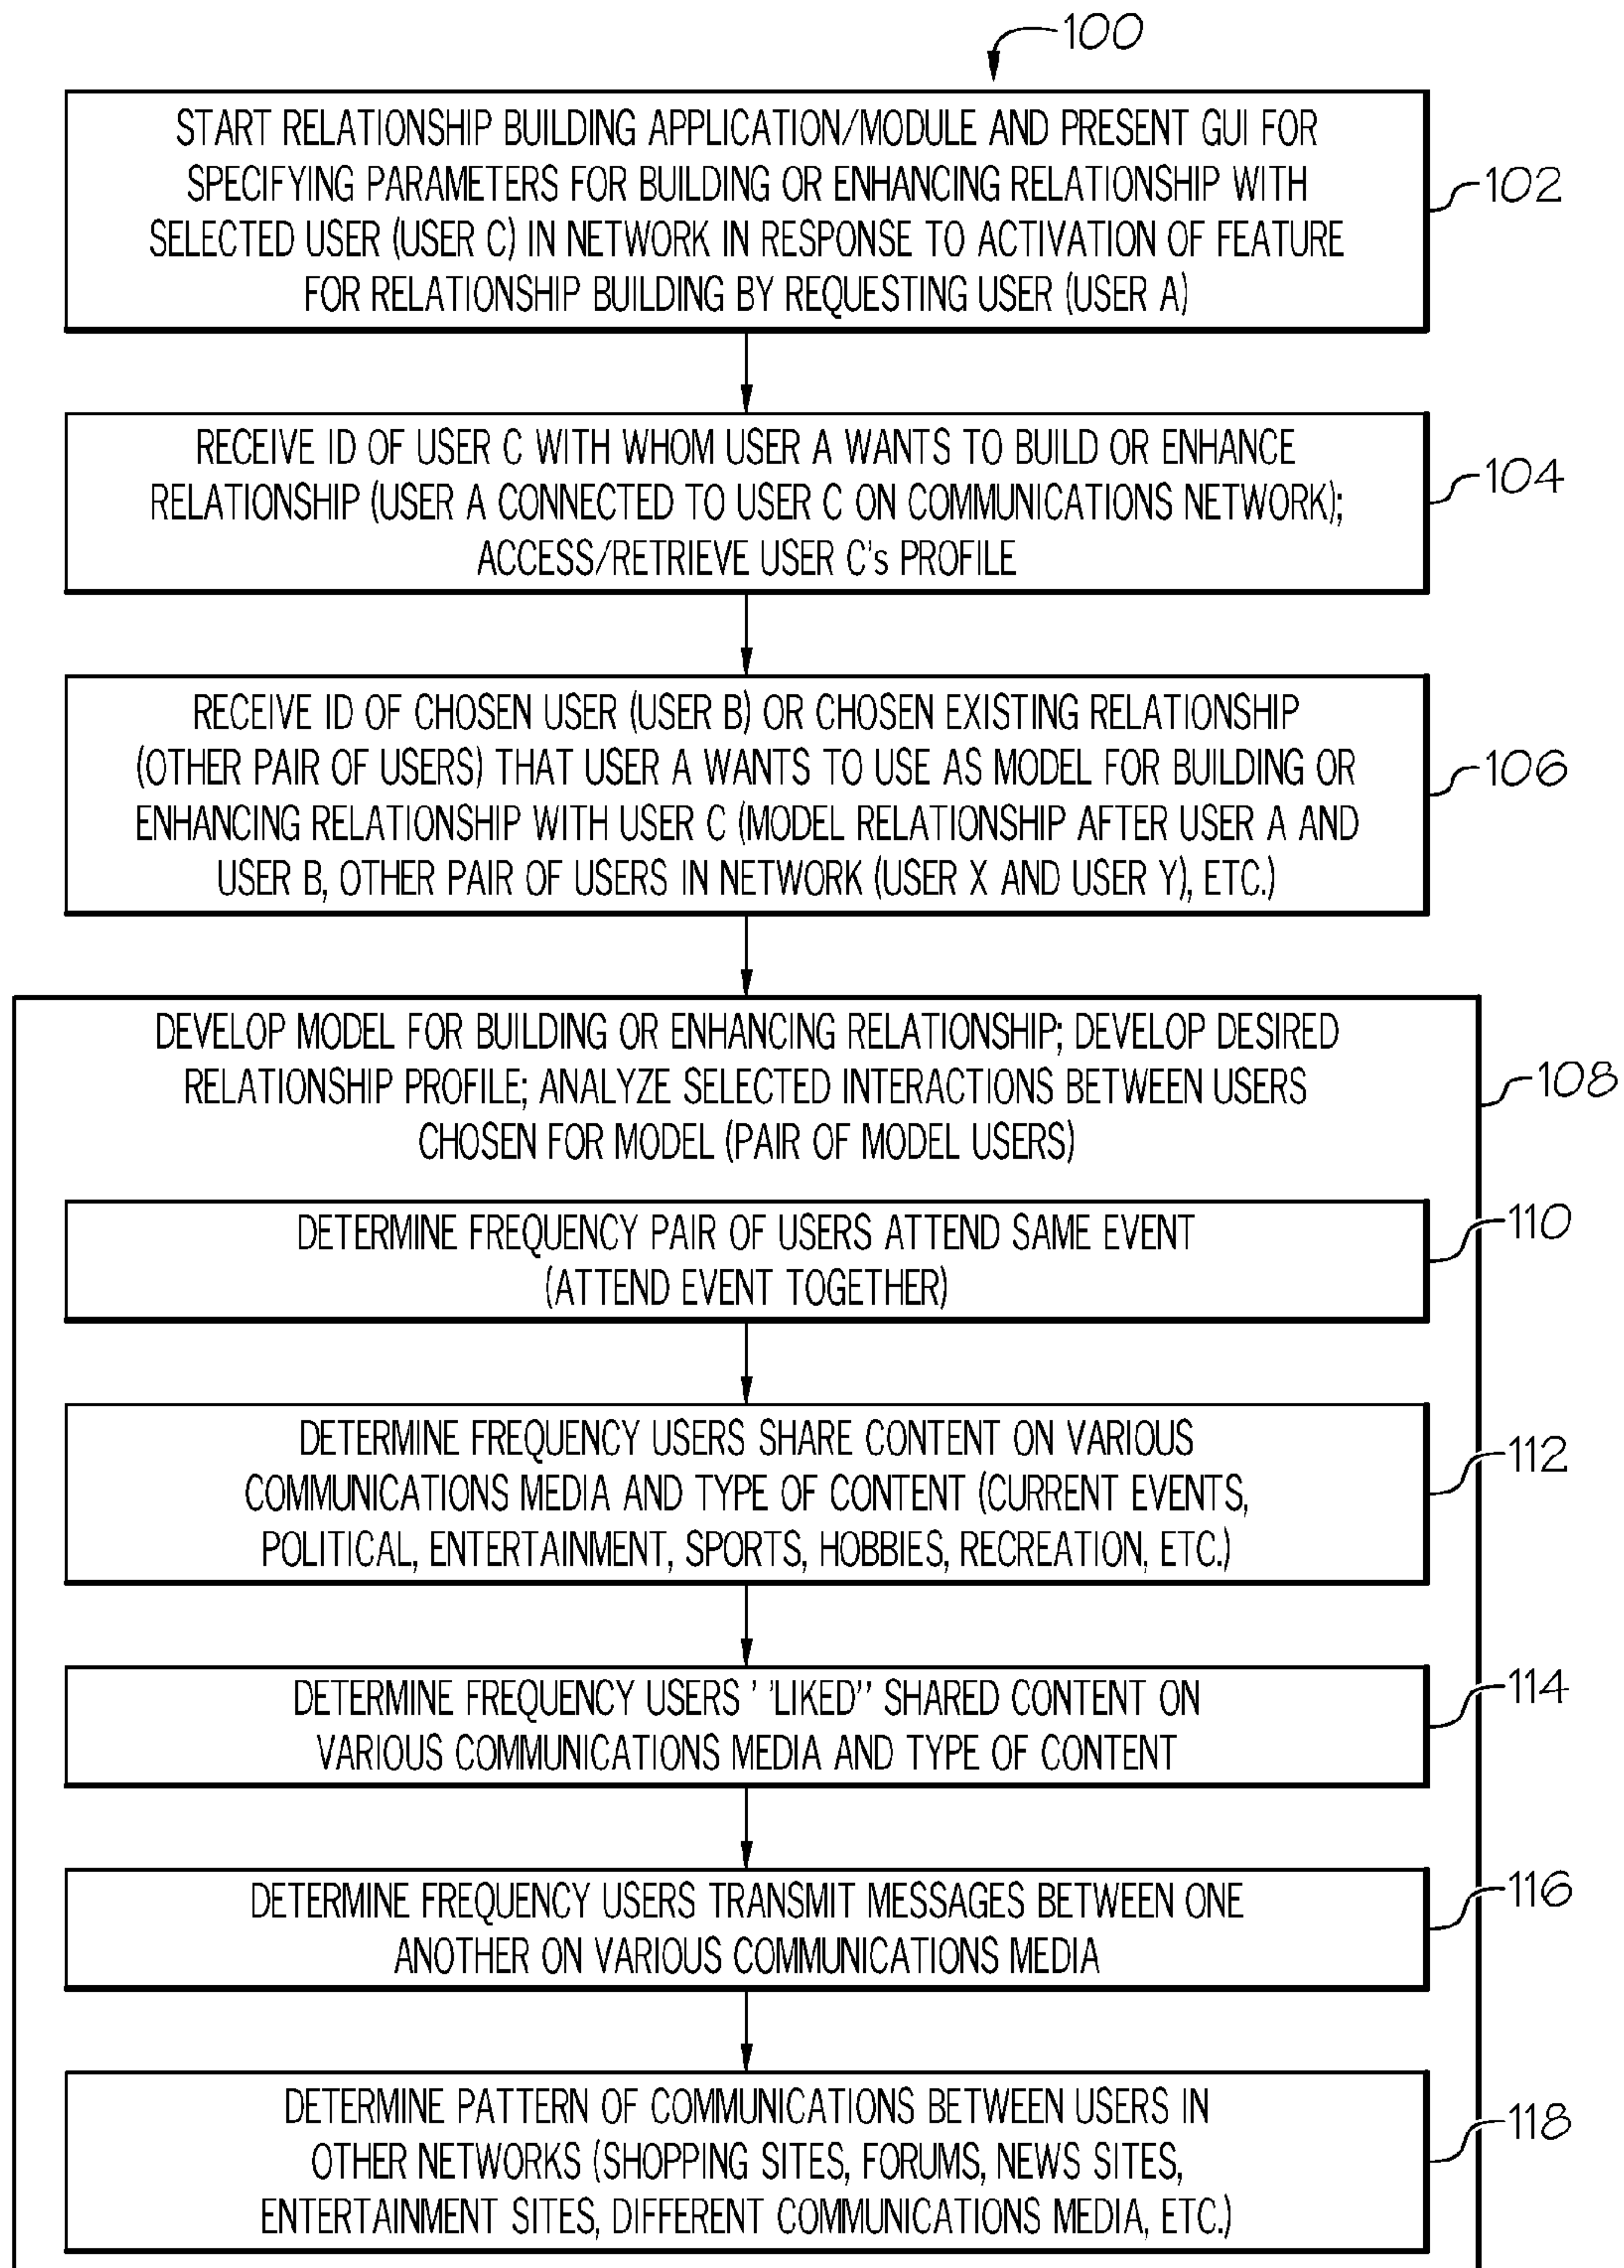 100
START RELATIONSHIP BUILDING APPLICATION/MODULE AND PRESENT GUI FOR
SPECIFYING PARAMETERS FOR BUILDING OR ENHANCING RELATIONSHIP WITH
SELECTED USER (USER C) IN NETWORK IN RESPONSE TO ACTIVATION OF FEATURE
FOR RELATIONSHIP BUILDING BY REQUESTING USER (USER A)
102
RECEIVE ID OF USER C WITH WHOM USER A WANTS TO BUILD OR ENHANCE
RELATIONSHIP (USER A CONNECTED TO USER C ON COMMUNICATIONS NETWORK);
ACCESS/RETRIEVE USER C's PROFILE
104
RECEIVE ID OF CHOSEN USER (USER B) OR CHOSEN EXISTING RELATIONSHIP
(OTHER PAIR OF USERS) THAT USER A WANTS TO USE AS MODEL FOR BUILDING OR
ENHANCING RELATIONSHIP WITH USER C (MODEL RELATIONSHIP AFTER USER A AND
USER B, OTHER PAIR OF USERS IN NETWORK (USER X AND USER Y), ETC.)
106
DEVELOP MODEL FOR BUILDING OR ENHANCING RELATIONSHIP; DEVELOP DESIRED
RELATIONSHIP PROFILE; ANALYZE SELECTED INTERACTIONS BETWEEN USERS
CHOSEN FOR MODEL (PAIR OF MODEL USERS)
108
DETERMINE FREQUENCY PAIR OF USERS ATTEND SAME EVENT
(ATTEND EVENT TOGETHER)
110
DETERMINE FREQUENCY USERS SHARE CONTENT ON VARIOUS
COMMUNICATIONS MEDIA AND TYPE OF CONTENT (CURRENT EVENTS,
POLITICAL, ENTERTAINMENT, SPORTS, HOBBIES, RECREATION, ETC.)
112
DETERMINE FREQUENCY USERS ' 'LIKED'' SHARED CONTENT ON
VARIOUS COMMUNICATIONS MEDIA AND TYPE OF CONTENT
114
DETERMINE FREQUENCY USERS TRANSMIT MESSAGES BETWEEN ONE
ANOTHER ON VARIOUS COMMUNICATIONS MEDIA
116
DETERMINE PATTERN OF COMMUNICATIONS BETWEEN USERS IN
OTHER NETWORKS (SHOPPING SITES, FORUMS, NEWS SITES,
ENTERTAINMENT SITES, DIFFERENT COMMUNICATIONS MEDIA, ETC.)
118